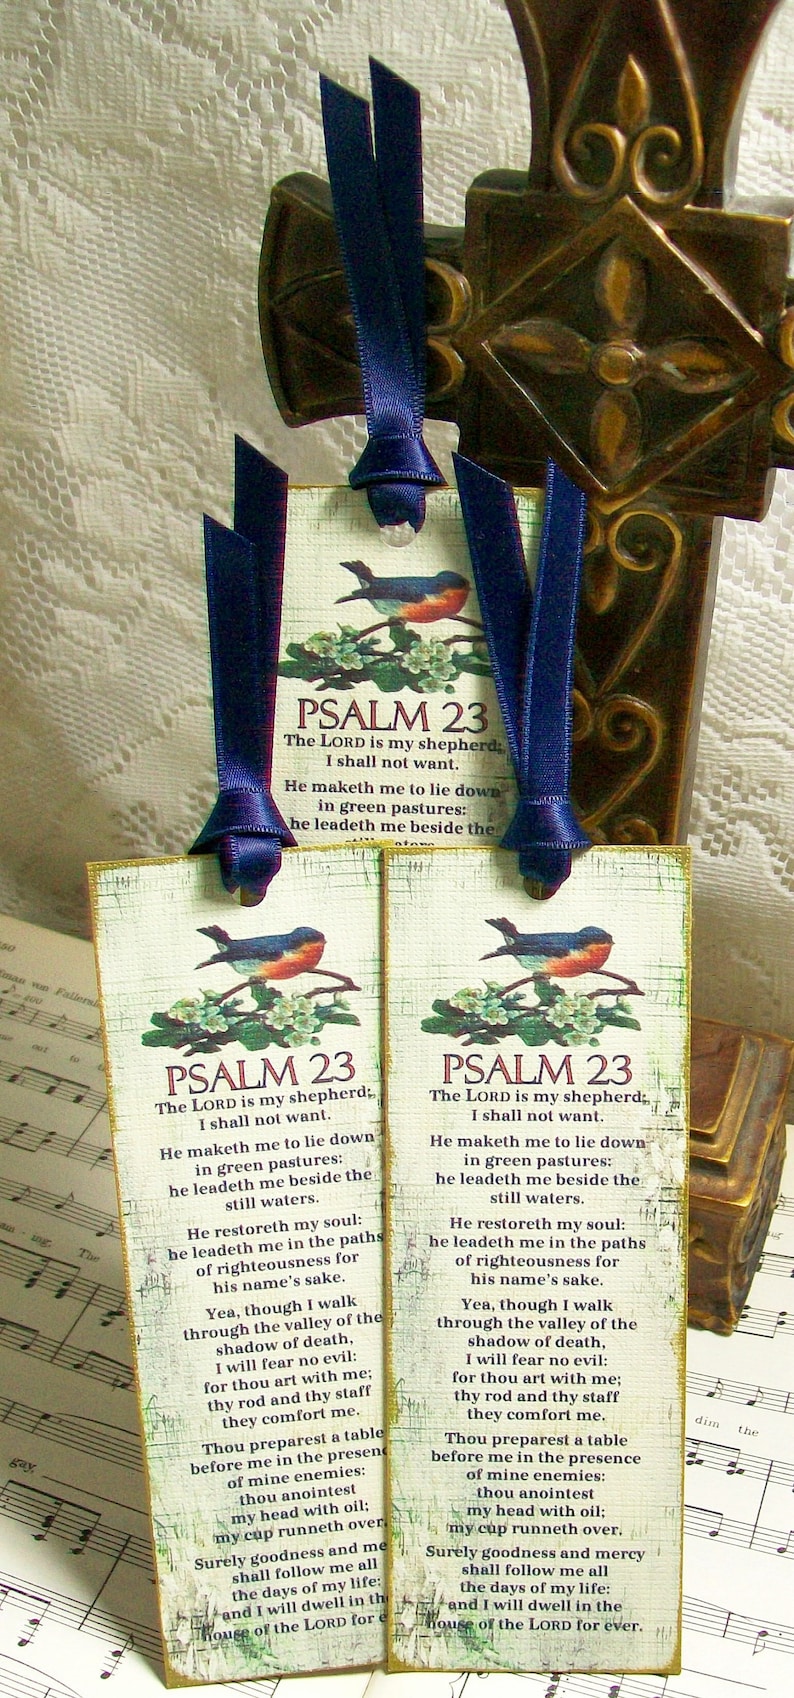 PSALM 23
The LORD is my shepherd;
I shall not want.
He maketh me to lie down
in green pastures:
he leadeth me beside the
still waters
PSALM 23
The LORD is my shepherd;
I shall not want.
He maketh me to lie down
in green pastures:
he leadeth me beside the
still waters.
He restoreth my soul:
he leadeth me in the paths
of righteousness for
his name's sake.
Yea, though I walk
through the valley of the
shadow of death,
I will fear no evil:
for thou art with me;
thy rod and thy staff
they comfort me.
Thou preparest a table
before me in the presenc
of mine enemies:
thou anointest
my head with oil;
my cup runneth over.
Surely goodness and me
shall follow me all
the days of my life:
and I will dwell in the
house of the LORD for e
PSALM 23
The LORD is my shepherd;
I shall not want.
He maketh me to lie down
in green pastures:
he leadeth me beside the
still waters.
He restoreth my soul:
he leadeth me in the paths
of righteousness for
his name's sake.
Yea, though I walk
through the valley of the
shadow of death,
I will fear no evil:
for thou art with me;
thy rod and thy staff
they comfort me.
Thou preparest a table
before me in the presence
of mine enemies:
thou anointest
my head with oil;
my cup runneth over.
Surely goodness and mercy
shall follow me all
the days of my life:
and I will dwell in the
house of the LORD for ever.
man von Fallersl
out to
ing, The
gay,
dim the